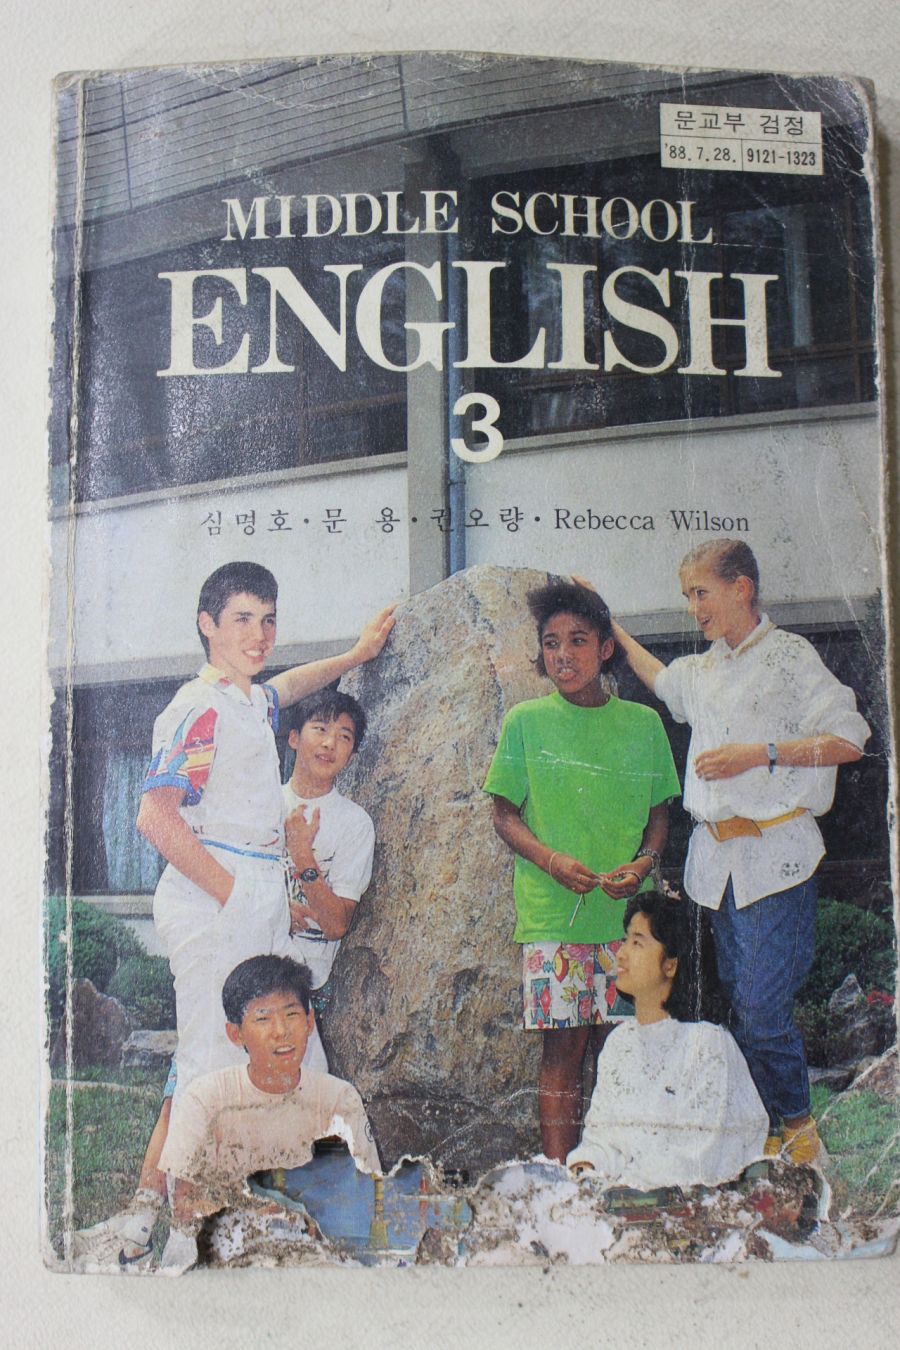 문교부 검정
'88. 7. 28. 9121-1323
MIDDLE SCHOOL
ENGLISH
3
심명호 · 문 용 · 권오량 · Rebecca Wilson